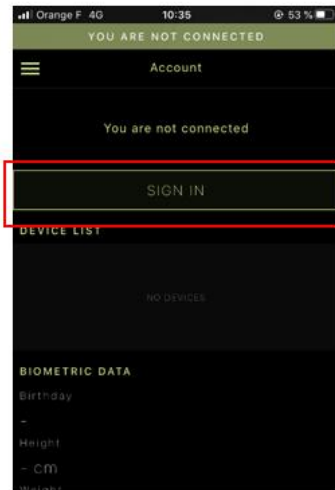 Orange F 4G 10:35 53 %
YOU ARE NOT CONNECTED
Account
You are not connected
SIGN IN
DEVICE LIST
NO DEVICES
BIOMETRIC DATA
Birthday
-
Height
- cm
Weight